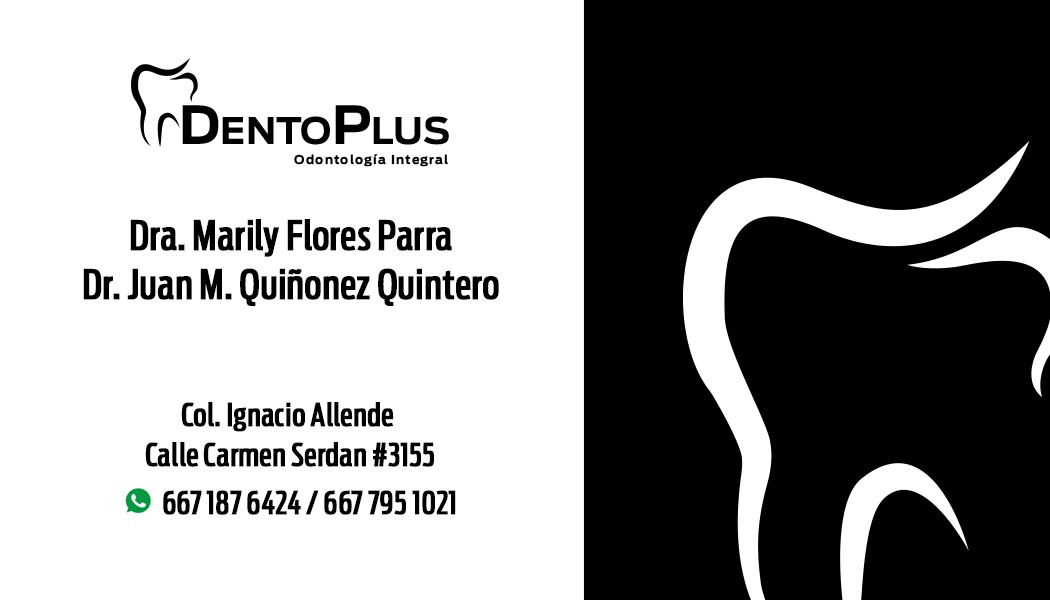 DENTOPLUS
Odontología Integral
Dra. Marily Flores Parra
Dr. Juan M. Quiñonez Quintero
Col. Ignacio Allende
Calle Carmen Serdan #3155
667 187 6424 / 667 795 1021